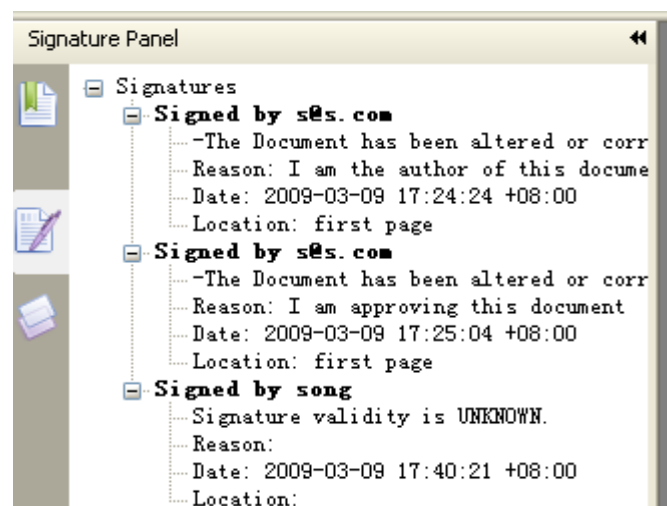 Signature Panel
Signatures
Signed by s@s.com
-The Document has been altered or corr
Reason: I am the author of this docume
Date: 2009-03-09 17:24:24 +08:00
Location: first page
Signed by s@s.com
-The Document has been altered or corr
Reason: I am approving this document
Date: 2009-03-09 17:25:04 +08:00
Location: first page
Signed by song
Signature validity is UNKNOWN.
Reason:
Date: 2009-03-09 17:40:21 +08:00
Location: